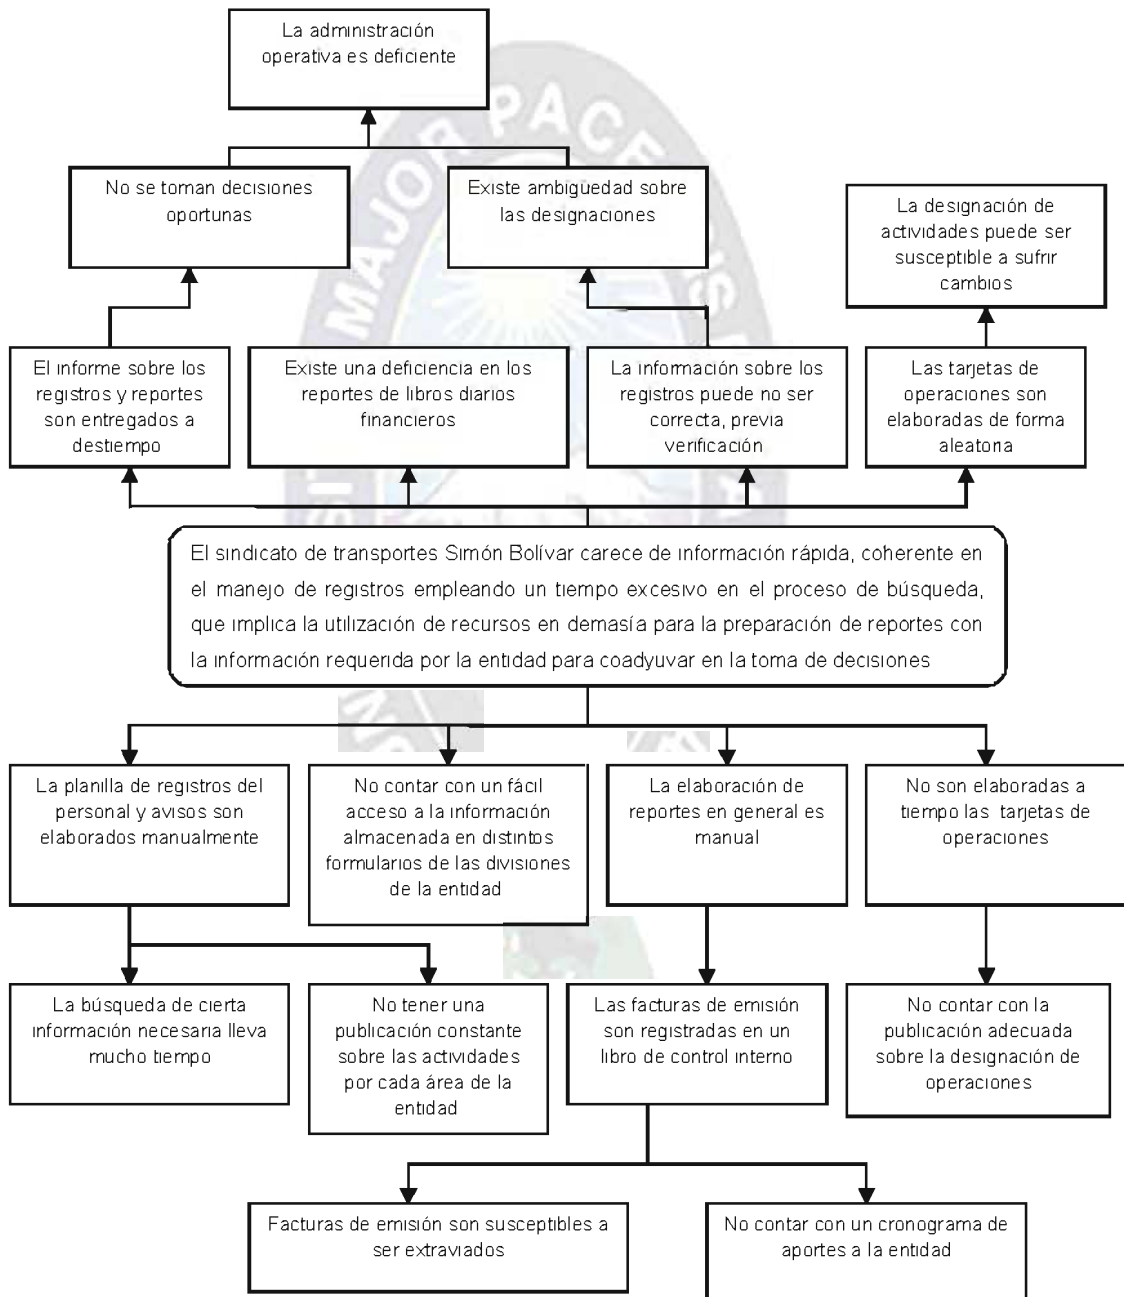 La administración
operativa es deficiente
No se toman decisiones
oportunas
Existe ambigüedad sobre
las designaciones
La designación de
actividades puede ser
susceptible a sufrir
cambios
El informe sobre los
registros y reportes
son entregados a
destiempo
Existe una deficiencia en los
reportes de libros diarios
financieros
La información sobre los
registros puede no ser
correcta, previa
verificación
Las tarjetas de
operaciones son
elaboradas de forma
aleatoria
El sindicato de transportes Simón Bolívar carece de información rápida, coherente en
el manejo de registros empleando un tiempo excesivo en el proceso de búsqueda,
que implica la utilización de recursos en demasía para la preparación de reportes con
la información requerida por la entidad para coadyuvar en la toma de decisiones
La planilla de registros del
personal y avisos son
elaborados manualmente
No contar con un fácil
acceso a la información
almacenada en distintos
formularios de las divisiones
de la entidad
La elaboración de
reportes en general es
manual
No son elaboradas a
tiempo las tarjetas de
operaciones
La búsqueda de cierta
información necesaria lleva
mucho tiempo
No tener una
publicación constante
sobre las actividades
por cada área de la
entidad
Las facturas de emisión
son registradas en un
libro de control interno
No contar con la
publicación adecuada
sobre la designación de
operaciones
Facturas de emisión son susceptibles a
ser extraviados
No contar con un cronograma de
aportes a la entidad